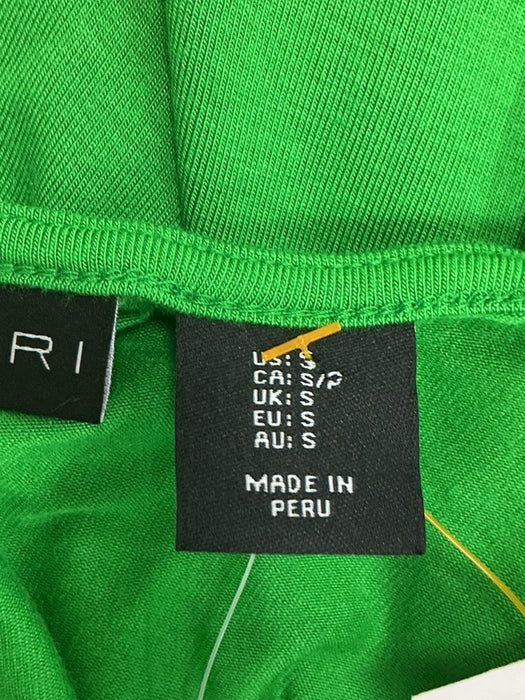 RI
US: S
CA: S/P
UK: S
EU: S
AU: S
MADE IN
PERU